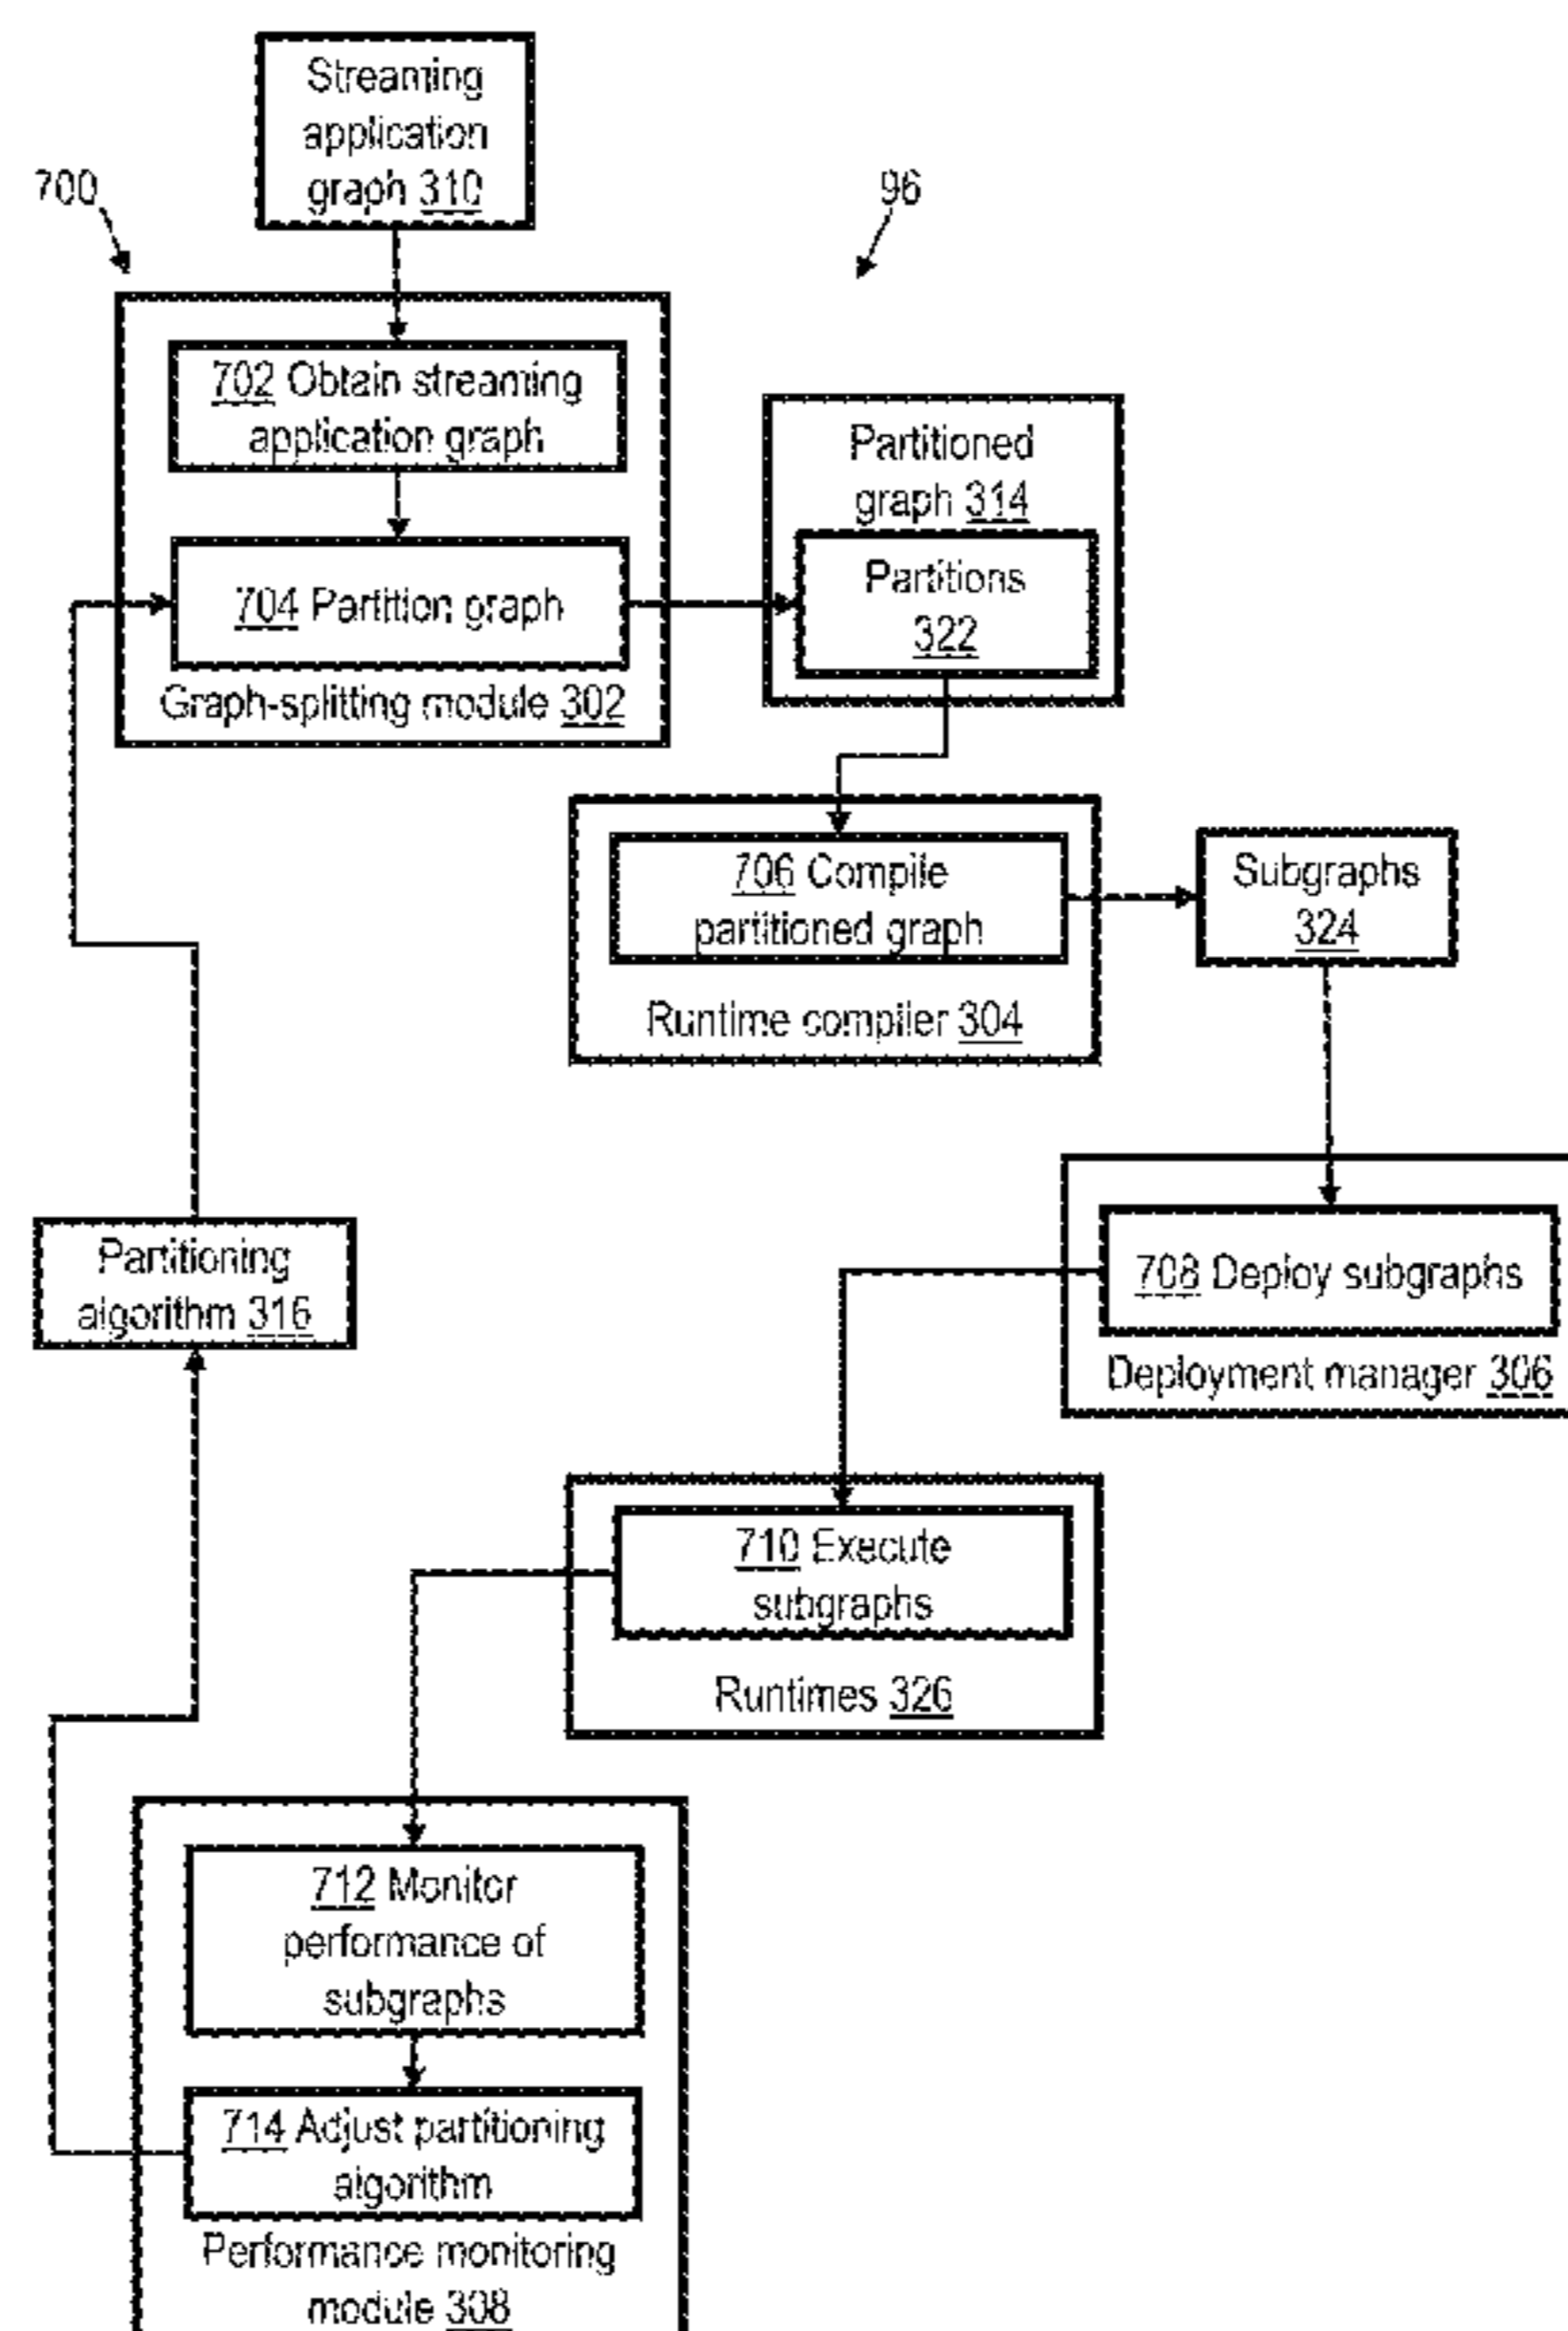 Streaming
application
graph 310
700
96
702 Obtain streaming
application graph
704 Partition graph
Graph-splitting module 302
Partitioned
graph 314
Partitions
322
706 Compile
partitioned graph
Runtime compiler 304
Subgraphs
324
Partitioning
algorithm 316
708 Deploy subgraphs
Deployment manager 306
710 Execute
subgraphs
Runtimes 326
712 Monitor
performance of
subgraphs
714 Adjust partitioning
algorithm
Performance monitoring
module 308